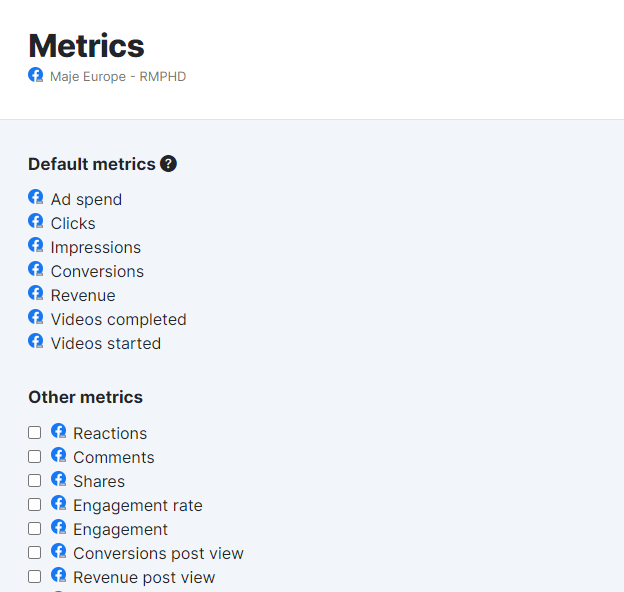 Metrics
Maje Europe - RMPHD
Default metrics ?
Ad spend
Clicks
Impressions
Conversions
Revenue
Videos completed
Videos started
Other metrics
Reactions
Comments
Shares
Engagement rate
Engagement
Conversions post view
Revenue post view